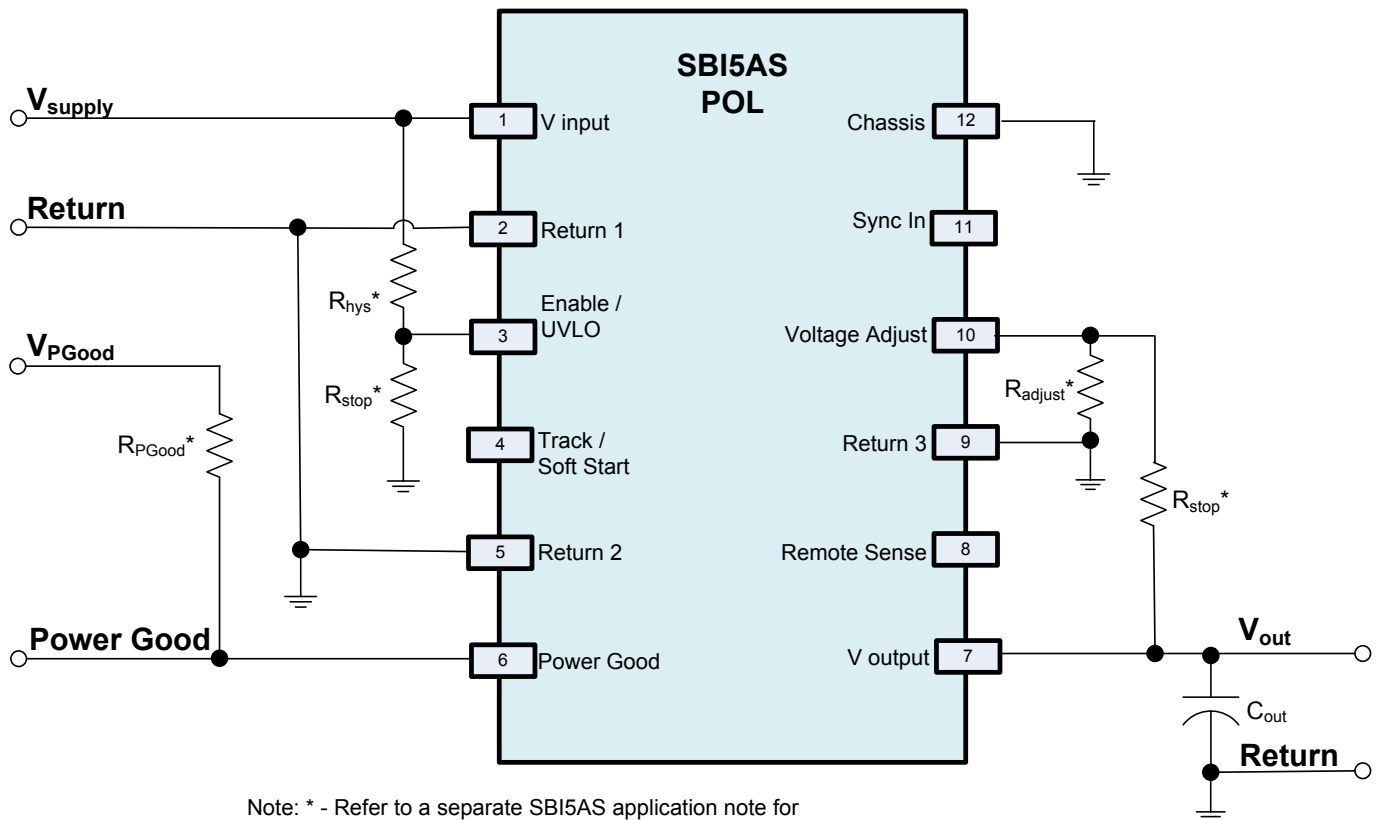 SBI5AS
POL
Vsupply
1
V input
Chassis
12
Return
2
Return 1
Sync In
11
Rhys*
Enable /
UVLO
3
Voltage Adjust
10
VPGood
Rstop*
Radjust*
RPGood*
4
Track /
Soft Start
Return 3
9
Rstop*
5
Return 2
Remote Sense
8
Power Good
6
Power Good
V output
7
Vout
Cout
Return
Note: * - Refer to a separate SBI5AS application note for